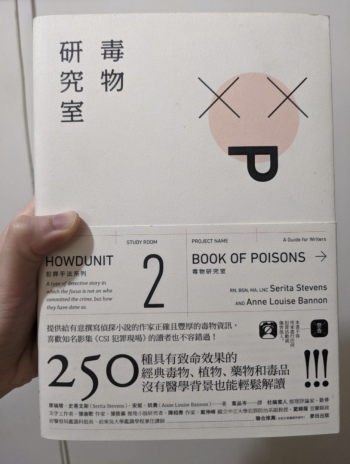 毒物
研究室
P
STUDY ROOM
PROJECT NAME
A Guide for Writers
HOWDUNIT
犯罪手法系列
A type of detective story in
which the focus is not on who
committed the crime, but how
they have done so.
2
BOOK OF POISONS →
毒物研究室
RN, BSN, MA, LNC Serita Stevens
AND Anne Louise Bannon
提供給有意撰寫偵探小說的作家正確且豐厚的毒物資訊，
喜歡知名影集《CSI 犯罪現場》的讀者也不容錯過！
250
種具有致命效果的
經典毒物、植物、藥物和毒品
沒有醫學背景也能輕鬆解讀
!!!